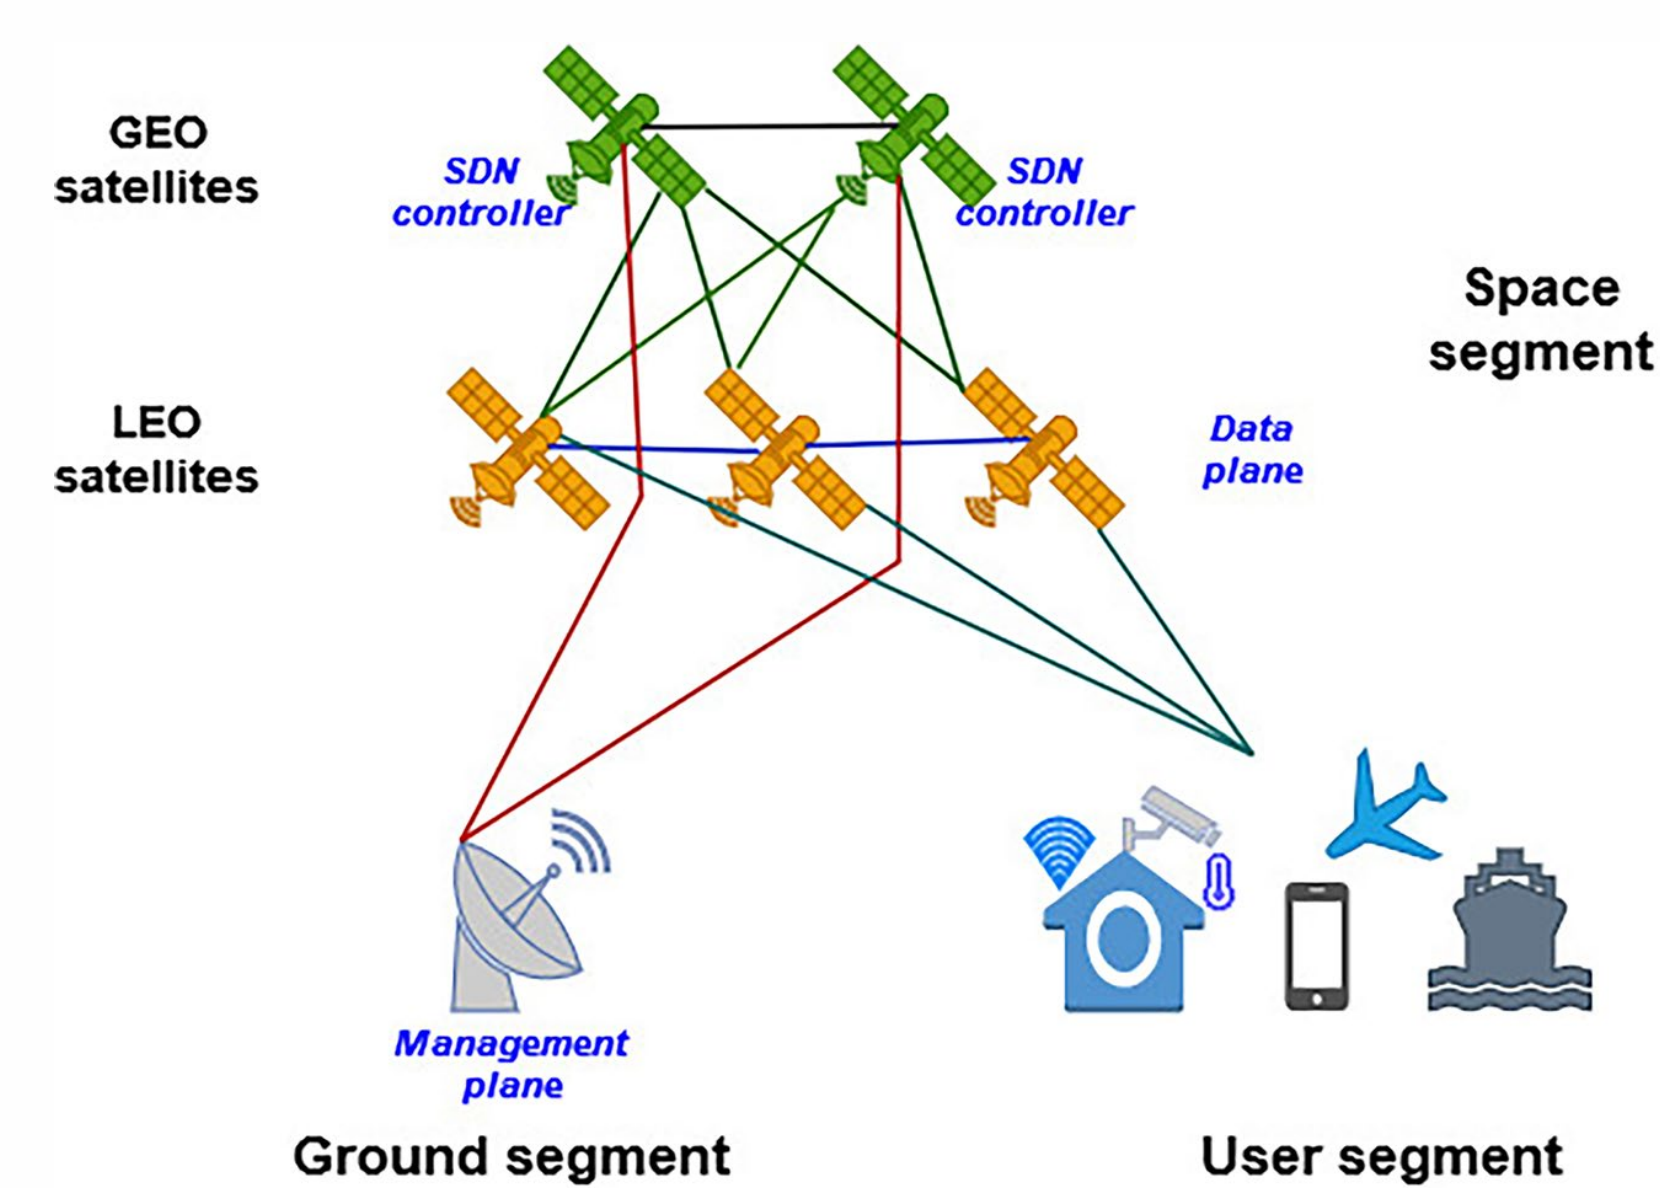 GEO
satellites
SDN
controller
SDN
controller
Space
segment
LEO
satellites
Data
plane
Management
plane
Ground segment
User segment